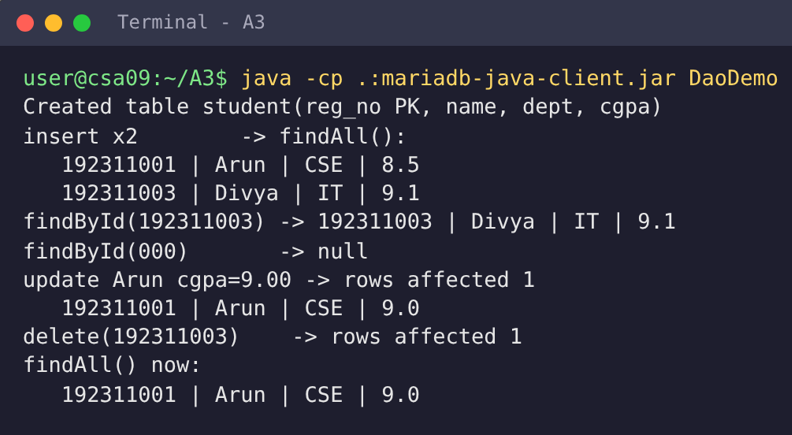 Terminal - A3
user@csa09:~/A3$ java -cp .:mariadb-java-client.jar DaoDemo
Created table student(reg_no PK, name, dept, cgpa)
insert x2        -> findAll():
   192311001 | Arun | CSE | 8.5
   192311003 | Divya | IT | 9.1
findById(192311003) -> 192311003 | Divya | IT | 9.1
findById(000)       -> null
update Arun cgpa=9.00 -> rows affected 1
   192311001 | Arun | CSE | 9.0
delete(192311003)    -> rows affected 1
findAll() now:
   192311001 | Arun | CSE | 9.0